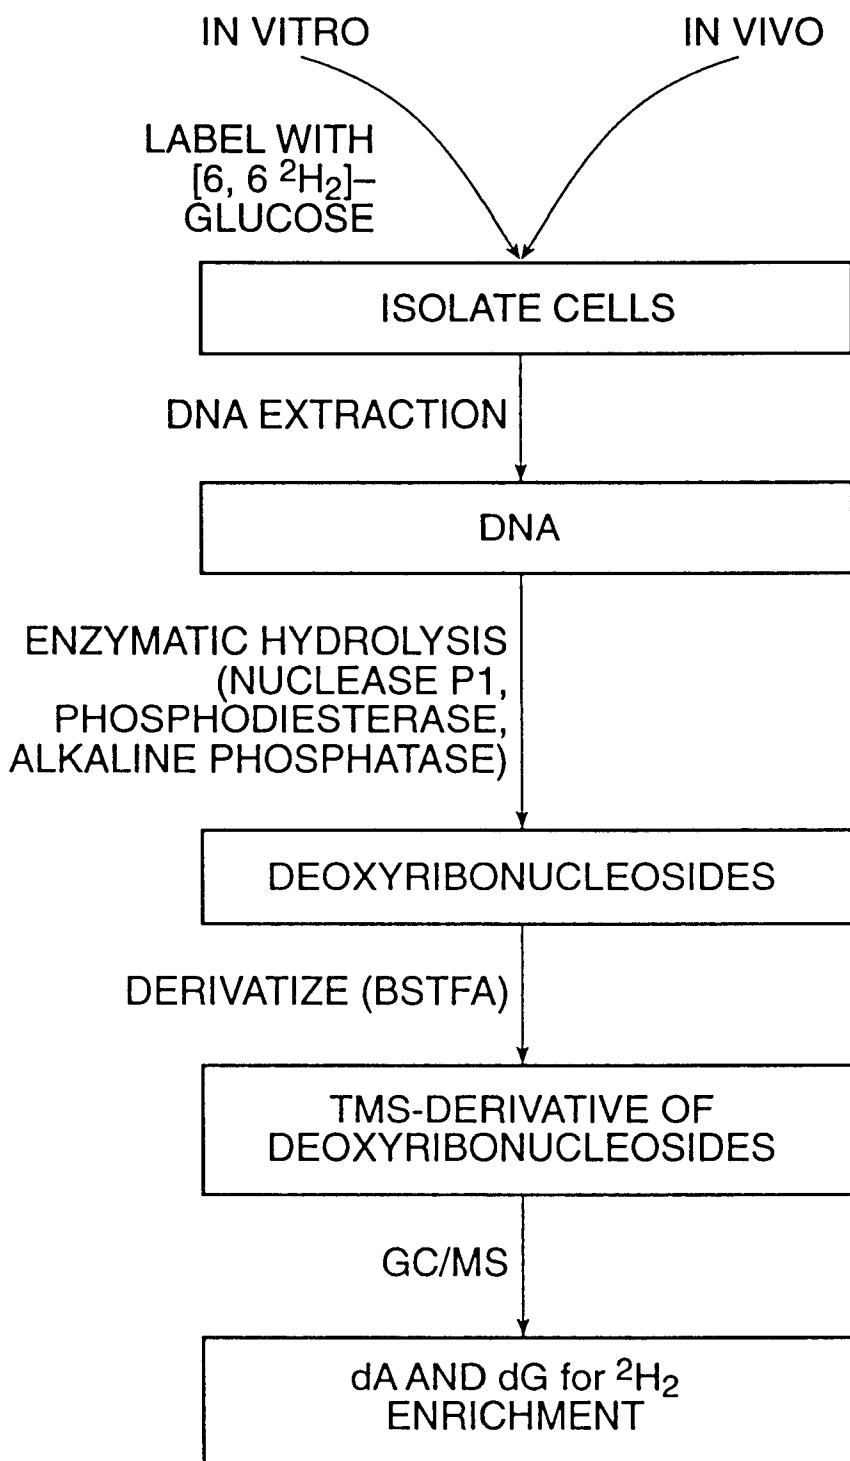 IN VITRO
IN VIVO
LABEL WITH
[6, 6 ²H₂]–
GLUCOSE
ISOLATE CELLS
DNA EXTRACTION
DNA
ENZYMATIC HYDROLYSIS
(NUCLEASE P1,
PHOSPHODIESTERASE,
ALKALINE PHOSPHATASE)
DEOXYRIBONUCLEOSIDES
DERIVATIZE (BSTFA)
TMS-DERIVATIVE OF
DEOXYRIBONUCLEOSIDES
GC/MS
dA AND dG for ²H₂
ENRICHMENT